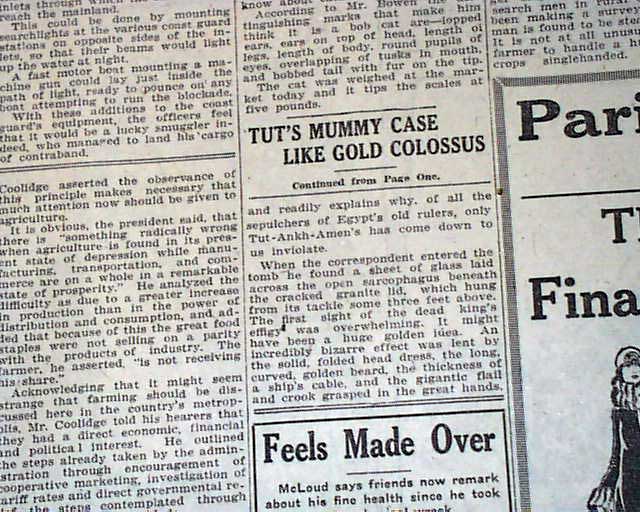 inlets through which
reach the mainland.
This could be done by mounting
searchlights at the various coast guard
stations on opposite sides of the in-
lets, so that their beams would light
up the water at night.
A fast motor boat mounting a ma-
chine gun could lay just inside the
path of light, ready to pounce on any
boat attempting to run the blockade.
With these additions to the coast
guard's equipment, the officers feel
that it would be a lucky smuggler in-
deed, who managed to land his cargo
of contraband.
Coolidge asserted the observance of
this principle makes necessary that
much attention now should be given to
agriculture.
It is obvious, the president said, that
there is "something radically wrong
when agriculture is found in its pres-
ent state of depression while manu-
facturing, transportation, and com-
merce are on a whole in a remarkable
state of prosperity." He analyzed the
difficulty as due to a greater increase
in production than in the power of
distribution and consumption, and ad-
ded that because of this the great food
staples were not selling on a parity
with the products of industry. The
farmer, he asserted, "is not receiving
his share."
Acknowledging that it might seem
strange that farming should be dis-
cussed here in the country's metrop-
olis, Mr. Coolidge told his hearers that
they had a direct economic, financial
and political interest. He outlined
the steps already taken by the admin-
istration through encouragement of
cooperative marketing, investigation of
tariff rates and direct governmental re-
the steps contemplated through
know about
According to Mr. Bowen the
tinguishing marks that make him
think it is a bob cat are—lopped
ears, ears on top of head, length of
legs, length of body, round pupils of
eyes, overlapping of tusks in mouth,
and bobbed tail with fur to the tip.
The cat was weighed at the mar-
ket today and it tips the scales at
five pounds.
TUT'S MUMMY CASE
LIKE GOLD COLOSSUS
Continued from Page One.
and readily explains why, of all the
sepulchers of Egypt's old rulers, only
Tut-Ankh-Amen's has come down to
us inviolate.
When the correspondent entered the
tomb he found a sheet of glass laid
across the open sarcophagus beneath
the cracked granite lid, which hung
from its tackle some three feet above.
The first sight of the dead king's
effigy was overwhelming. It might
have been a huge golden idea. An
incredibly bizarre effect was lent by
the solid, folded head dress, the long,
curved, golden beard, the thickness of
a ship's cable, and the gigantic flail
and crook grasped in the great hands.
Feels Made Over
McLoud says friends now remark
about his fine health since he took
search men in rural
been making a survey
man is found to be sto
It is not at all unusu
farmer to handle a
crops singlehanded.
Pari
T
Fina